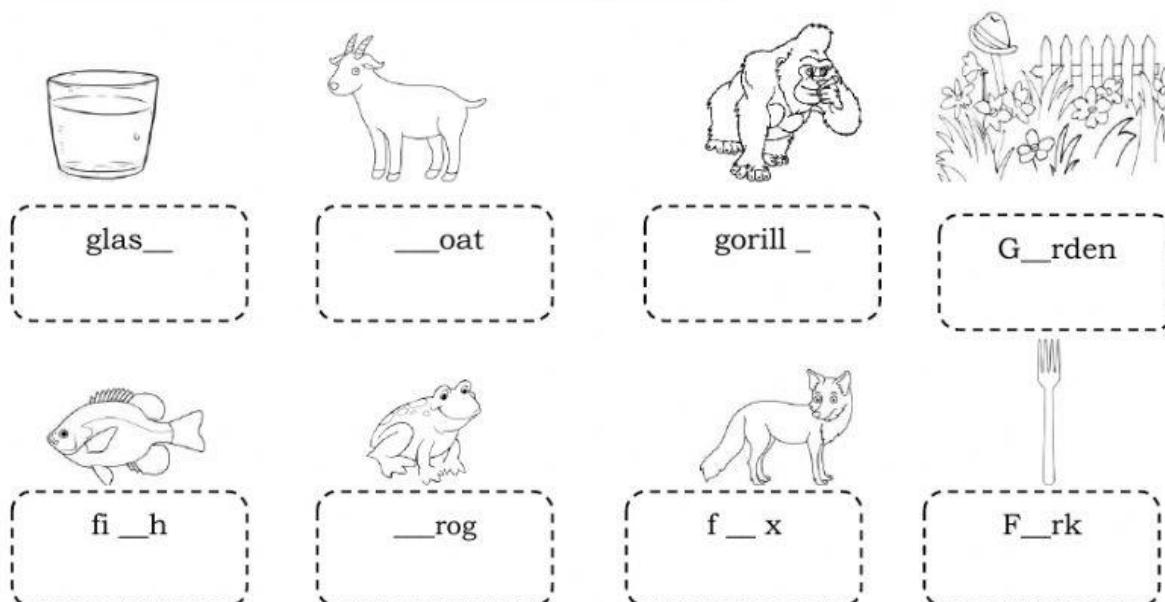 glas__
___oat
gorill _
G__rden
fi __h
___rog
f __ x
F__rk